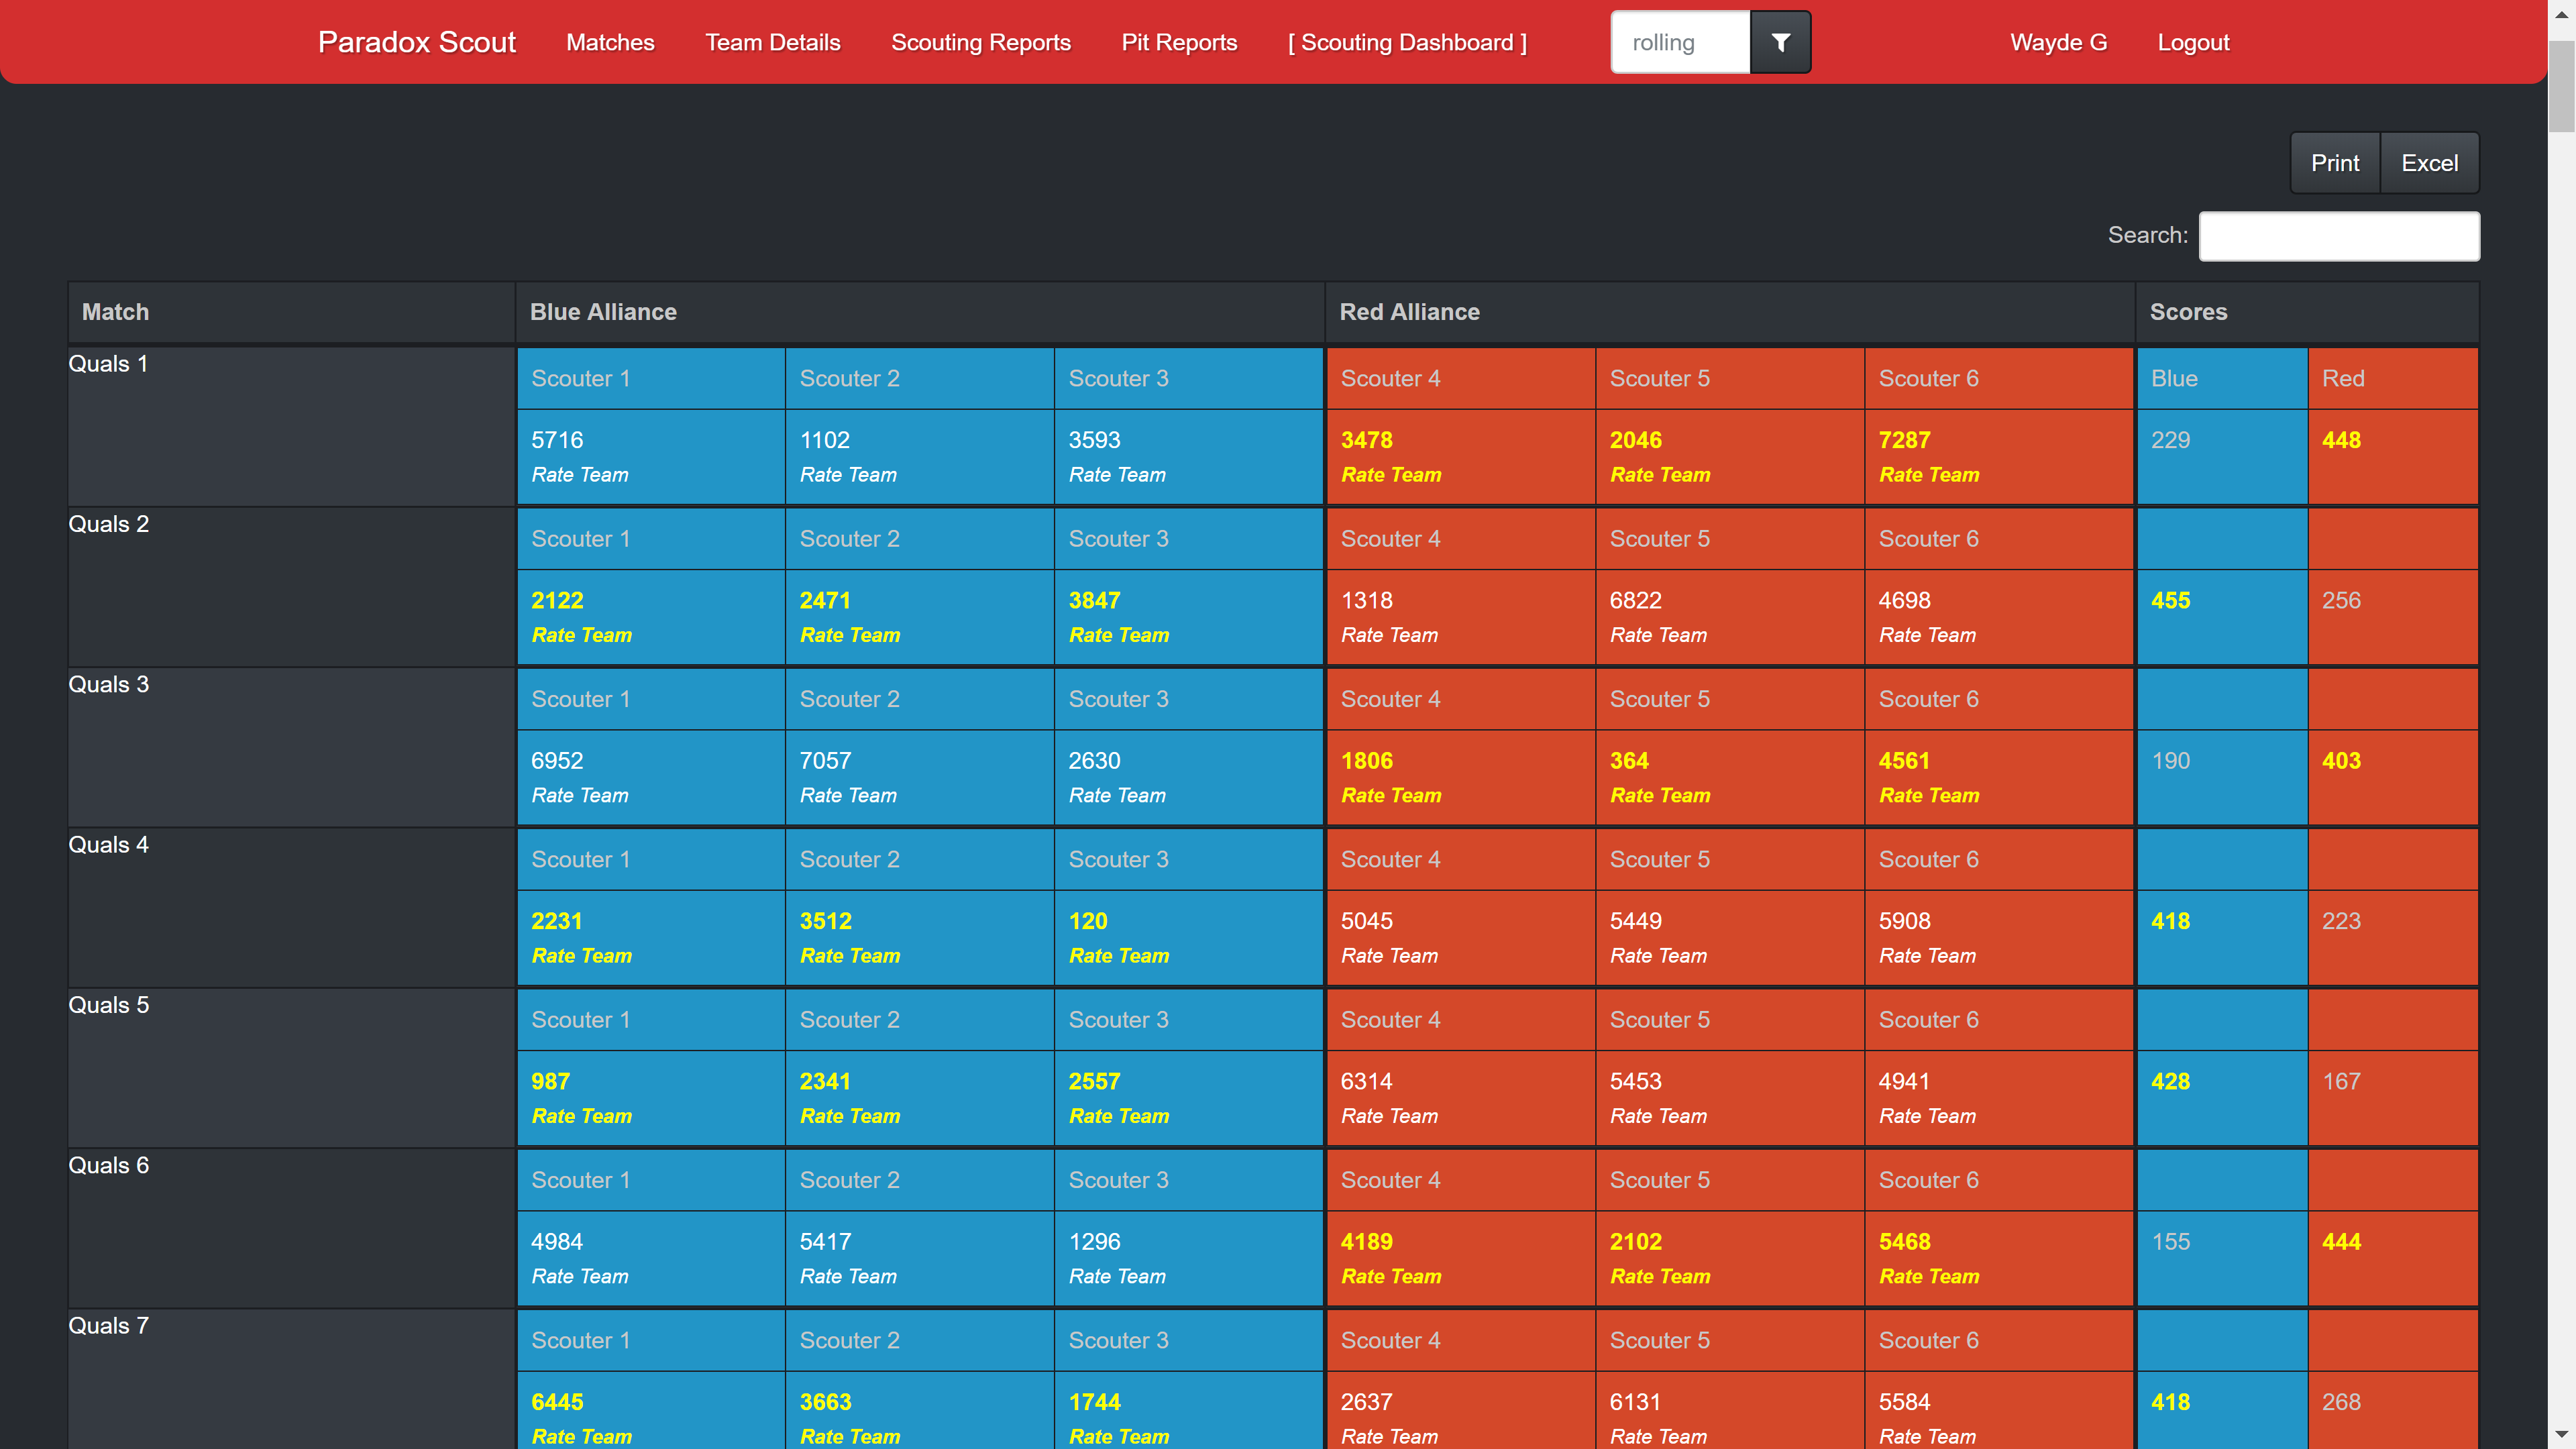 Paradox Scout Matches Team Details Scouting Reports Pit Reports [ Scouting Dashboard ] rolling Wayde G Logout
Print Excel
Search:
Match Blue Alliance Red Alliance Scores
Quals 1 Scouter 1 Scouter 2 Scouter 3 Scouter 4 Scouter 5 Scouter 6 Blue Red
5716 1102 3593 3478 2046 7287 229 448
Rate Team Rate Team Rate Team Rate Team Rate Team Rate Team
Quals 2 Scouter 1 Scouter 2 Scouter 3 Scouter 4 Scouter 5 Scouter 6
2122 2471 3847 1318 6822 4698 455 256
Rate Team Rate Team Rate Team Rate Team Rate Team Rate Team
Quals 3 Scouter 1 Scouter 2 Scouter 3 Scouter 4 Scouter 5 Scouter 6
6952 7057 2630 1806 364 4561 190 403
Rate Team Rate Team Rate Team Rate Team Rate Team Rate Team
Quals 4 Scouter 1 Scouter 2 Scouter 3 Scouter 4 Scouter 5 Scouter 6
2231 3512 120 5045 5449 5908 418 223
Rate Team Rate Team Rate Team Rate Team Rate Team Rate Team
Quals 5 Scouter 1 Scouter 2 Scouter 3 Scouter 4 Scouter 5 Scouter 6
987 2341 2557 6314 5453 4941 428 167
Rate Team Rate Team Rate Team Rate Team Rate Team Rate Team
Quals 6 Scouter 1 Scouter 2 Scouter 3 Scouter 4 Scouter 5 Scouter 6
4984 5417 1296 4189 2102 5468 155 444
Rate Team Rate Team Rate Team Rate Team Rate Team Rate Team
Quals 7 Scouter 1 Scouter 2 Scouter 3 Scouter 4 Scouter 5 Scouter 6
6445 3663 1744 2637 6131 5584 418 268
Rate Team Rate Team Rate Team Rate Team Rate Team Rate Team